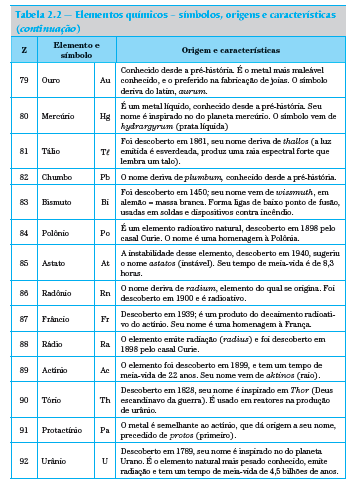 Tabela 2.2 — Elementos químicos – símbolos, origens e características
(continuação)
Z Elemento e símbolo Origem e características
79 Ouro Au Conhecido desde a pré-história. É o metal mais maleável
conhecido, e o preferido na fabricação de joias. O símbolo
deriva do latim, aurum.
80 Mercúrio Hg É um metal líquido, conhecido desde a pré-história. Seu
nome é inspirado no do planeta mercúrio. O símbolo vem de
hydrargyrum (prata líquida)
81 Tálio Tℓ Foi descoberto em 1861, seu nome deriva de thallos (a luz
emitida é esverdeada, produz uma raia espectral forte que
lembra um talo).
82 Chumbo Pb O nome deriva de plumbum, conhecido desde a pré-história.
83 Bismuto Bi Foi descoberto em 1450; seu nome vem de wissmuth, em
alemão = massa branca. Forma ligas de baixo ponto de fusão,
usadas em soldas e dispositivos contra incêndio.
84 Polônio Po É um elemento radioativo natural, descoberto em 1898 pelo
casal Curie. O nome é uma homenagem à Polônia.
85 Astato At A instabilidade desse elemento, descoberto em 1940, sugeriu
o nome astatos (instável). Seu tempo de meia-vida é de 8,3
horas.
86 Radônio Rn O nome deriva de radium, elemento do qual se origina. Foi
descoberto em 1900 e é radioativo.
87 Frâncio Fr Descoberto em 1939; é um produto do decaimento radioati-
vo do actínio. Seu nome é uma homenagem à França.
88 Rádio Ra O elemento emite radiação (radius) e foi descoberto em
1898 pelo casal Curie.
89 Actínio Ac O elemento foi descoberto em 1899, e tem um tempo de
meia-vida de 22 anos. Seu nome vem de aktinos (raio).
90 Tório Th Descoberto em 1828, seu nome é inspirado em Thor (Deus
escandinavo da guerra). É usado em reatores na produção
de urânio.
91 Protactínio Pa O metal é semelhante ao actínio, que dá origem a seu nome,
precedido de protos (primeiro).
92 Urânio U Descoberto em 1789, seu nome é inspirado no do planeta
Urano. É o elemento natural mais pesado conhecido, emite
radiação e tem um tempo de meia-vida de 4,5 bilhões de anos.